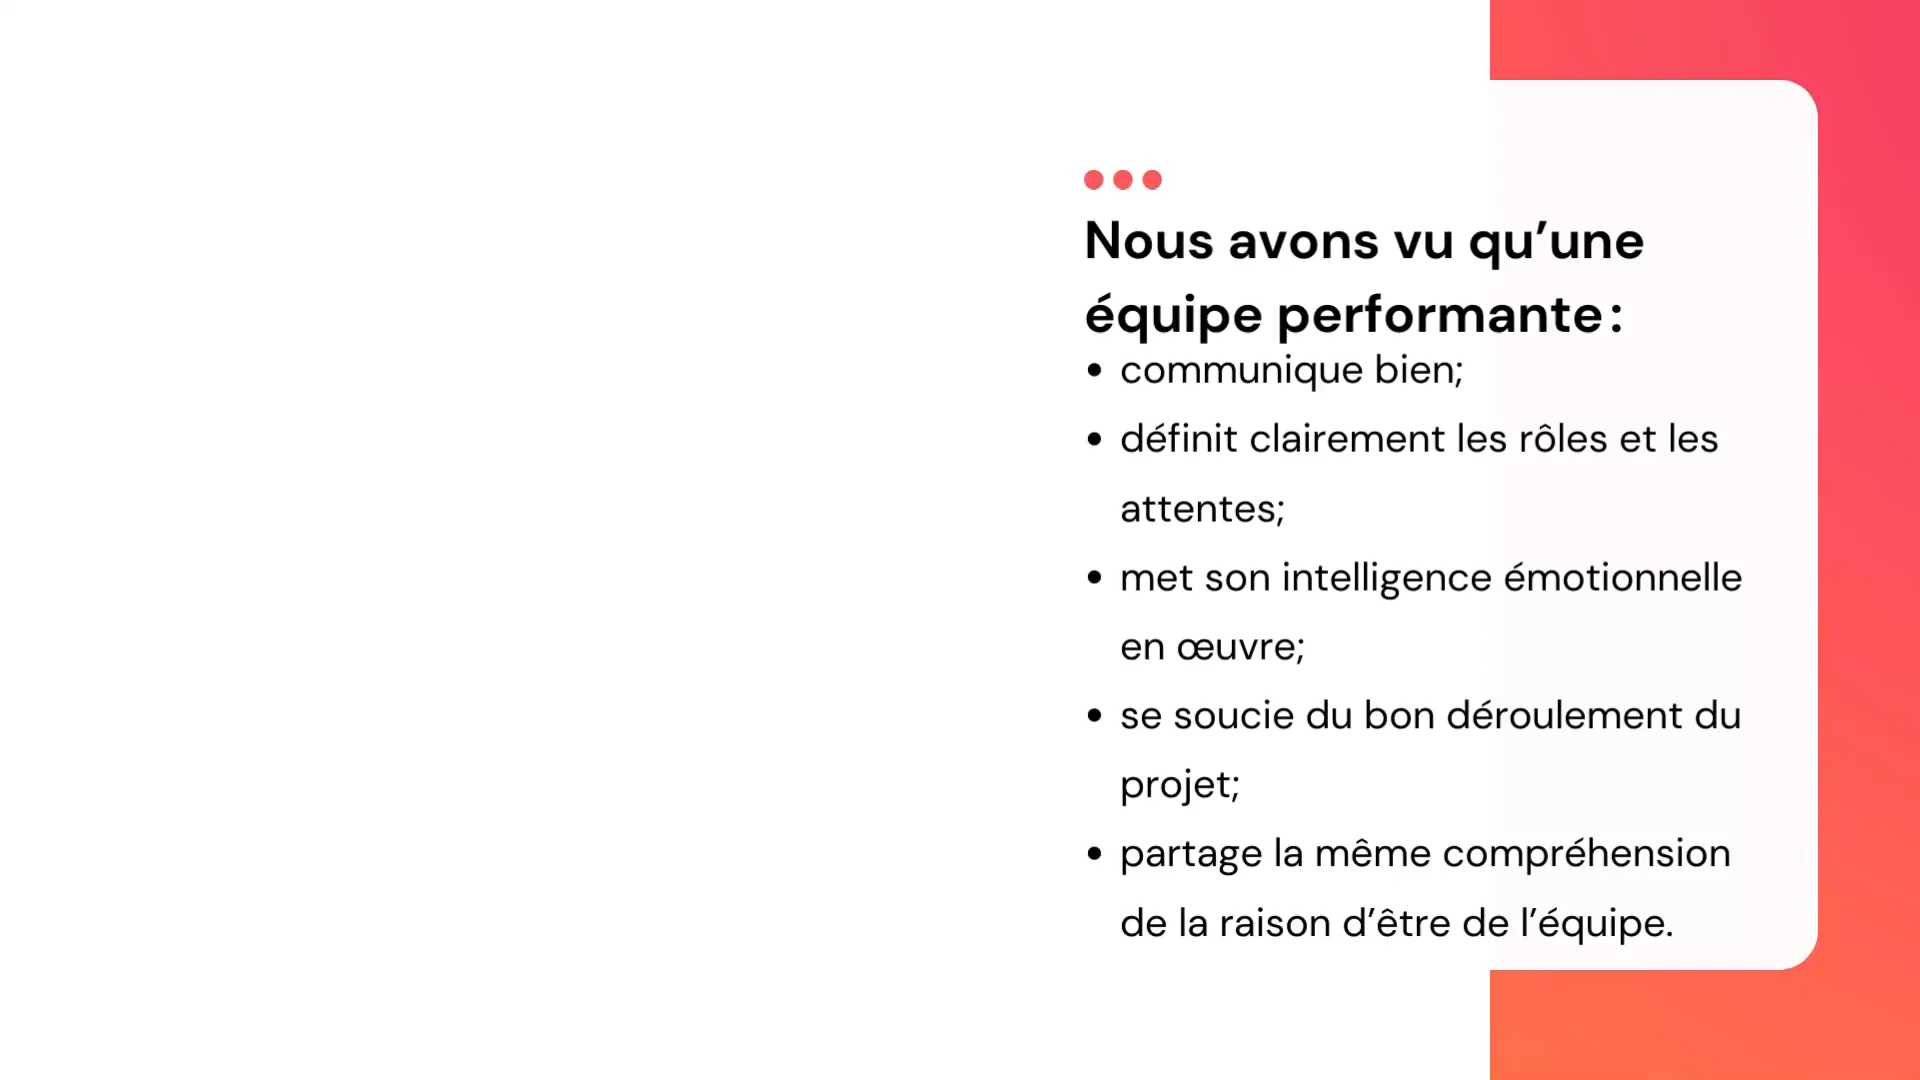 Nous avons vu qu’une
équipe performante :
• communique bien;
• définit clairement les rôles et les
attentes;
• met son intelligence émotionnelle
en œuvre;
• se soucie du bon déroulement du
projet;
• partage la même compréhension
de la raison d’être de l’équipe.